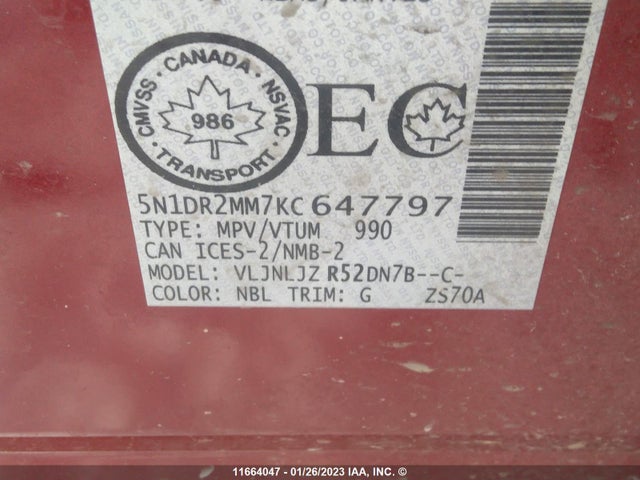 CMVSS · CANADA · NSVAC
986
TRANSPORT
EC
5N1DR2MM7KC647797
TYPE: MPV/VTUM 990
CAN ICES-2/NMB-2
MODEL: VLJNLJZ R52DN7B--C-
COLOR: NBL TRIM: G ZS70A
11664047 - 01/26/2023 IAA, INC. ©